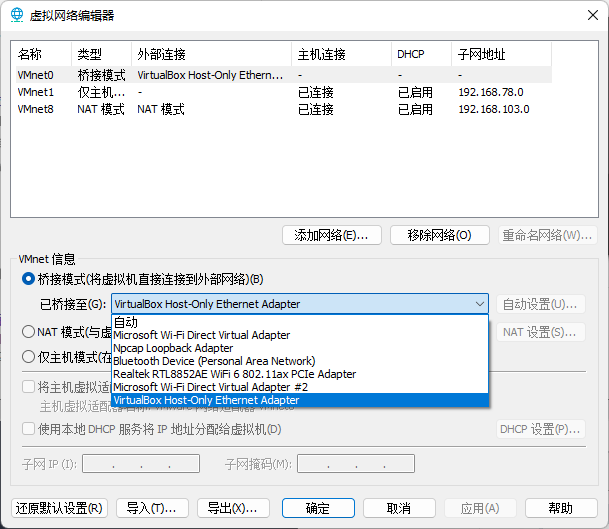 虚拟网络编辑器
名称 类型 外部连接 主机连接 DHCP 子网地址
VMnet0 桥接模式 VirtualBox Host-Only Ethern... - - -
VMnet1 仅主机... - 已连接 已启用 192.168.78.0
VMnet8 NAT 模式 NAT 模式 已连接 已启用 192.168.103.0
添加网络(E)... 移除网络(O) 重命名网络(W)...
VMnet 信息
桥接模式(将虚拟机直接连接到外部网络)(B)
已桥接至(G): VirtualBox Host-Only Ethernet Adapter 自动设置(U)...
自动
NAT 模式(与虚 Microsoft Wi-Fi Direct Virtual Adapter NAT 设置(S)...
Npcap Loopback Adapter
仅主机模式(在 Bluetooth Device (Personal Area Network)
Realtek RTL8852AE WiFi 6 802.11ax PCIe Adapter
将主机虚拟适 Microsoft Wi-Fi Direct Virtual Adapter #2
VirtualBox Host-Only Ethernet Adapter
使用本地 DHCP 服务将 IP 地址分配给虚拟机(D) DHCP 设置(P)...
子网 IP (I): . . . 子网掩码(M): . . .
还原默认设置(R) 导入(T)... 导出(X)... 确定 取消 应用(A) 帮助